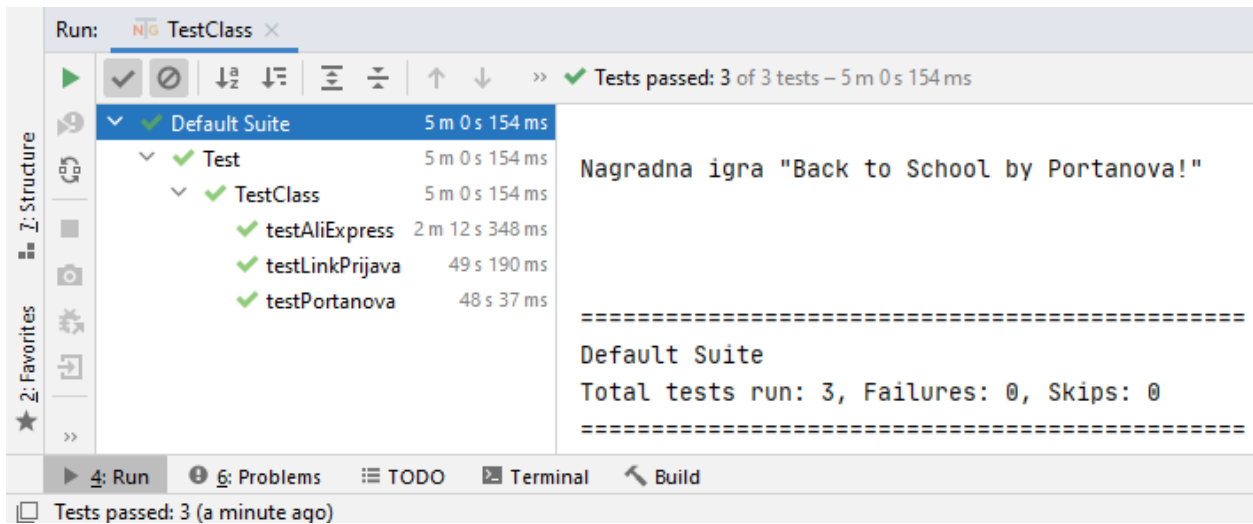 Run: NG TestClass
Tests passed: 3 of 3 tests – 5 m 0 s 154 ms
Default Suite 5 m 0 s 154 ms
Test 5 m 0 s 154 ms
TestClass 5 m 0 s 154 ms
testAliExpress 2 m 12 s 348 ms
testLinkPrijava 49 s 190 ms
testPortanova 48 s 37 ms
Nagradna igra "Back to School by Portanova!"
===============================================
Default Suite
Total tests run: 3, Failures: 0, Skips: 0
===============================================
7: Structure
2: Favorites
4: Run 6: Problems TODO Terminal Build
Tests passed: 3 (a minute ago)